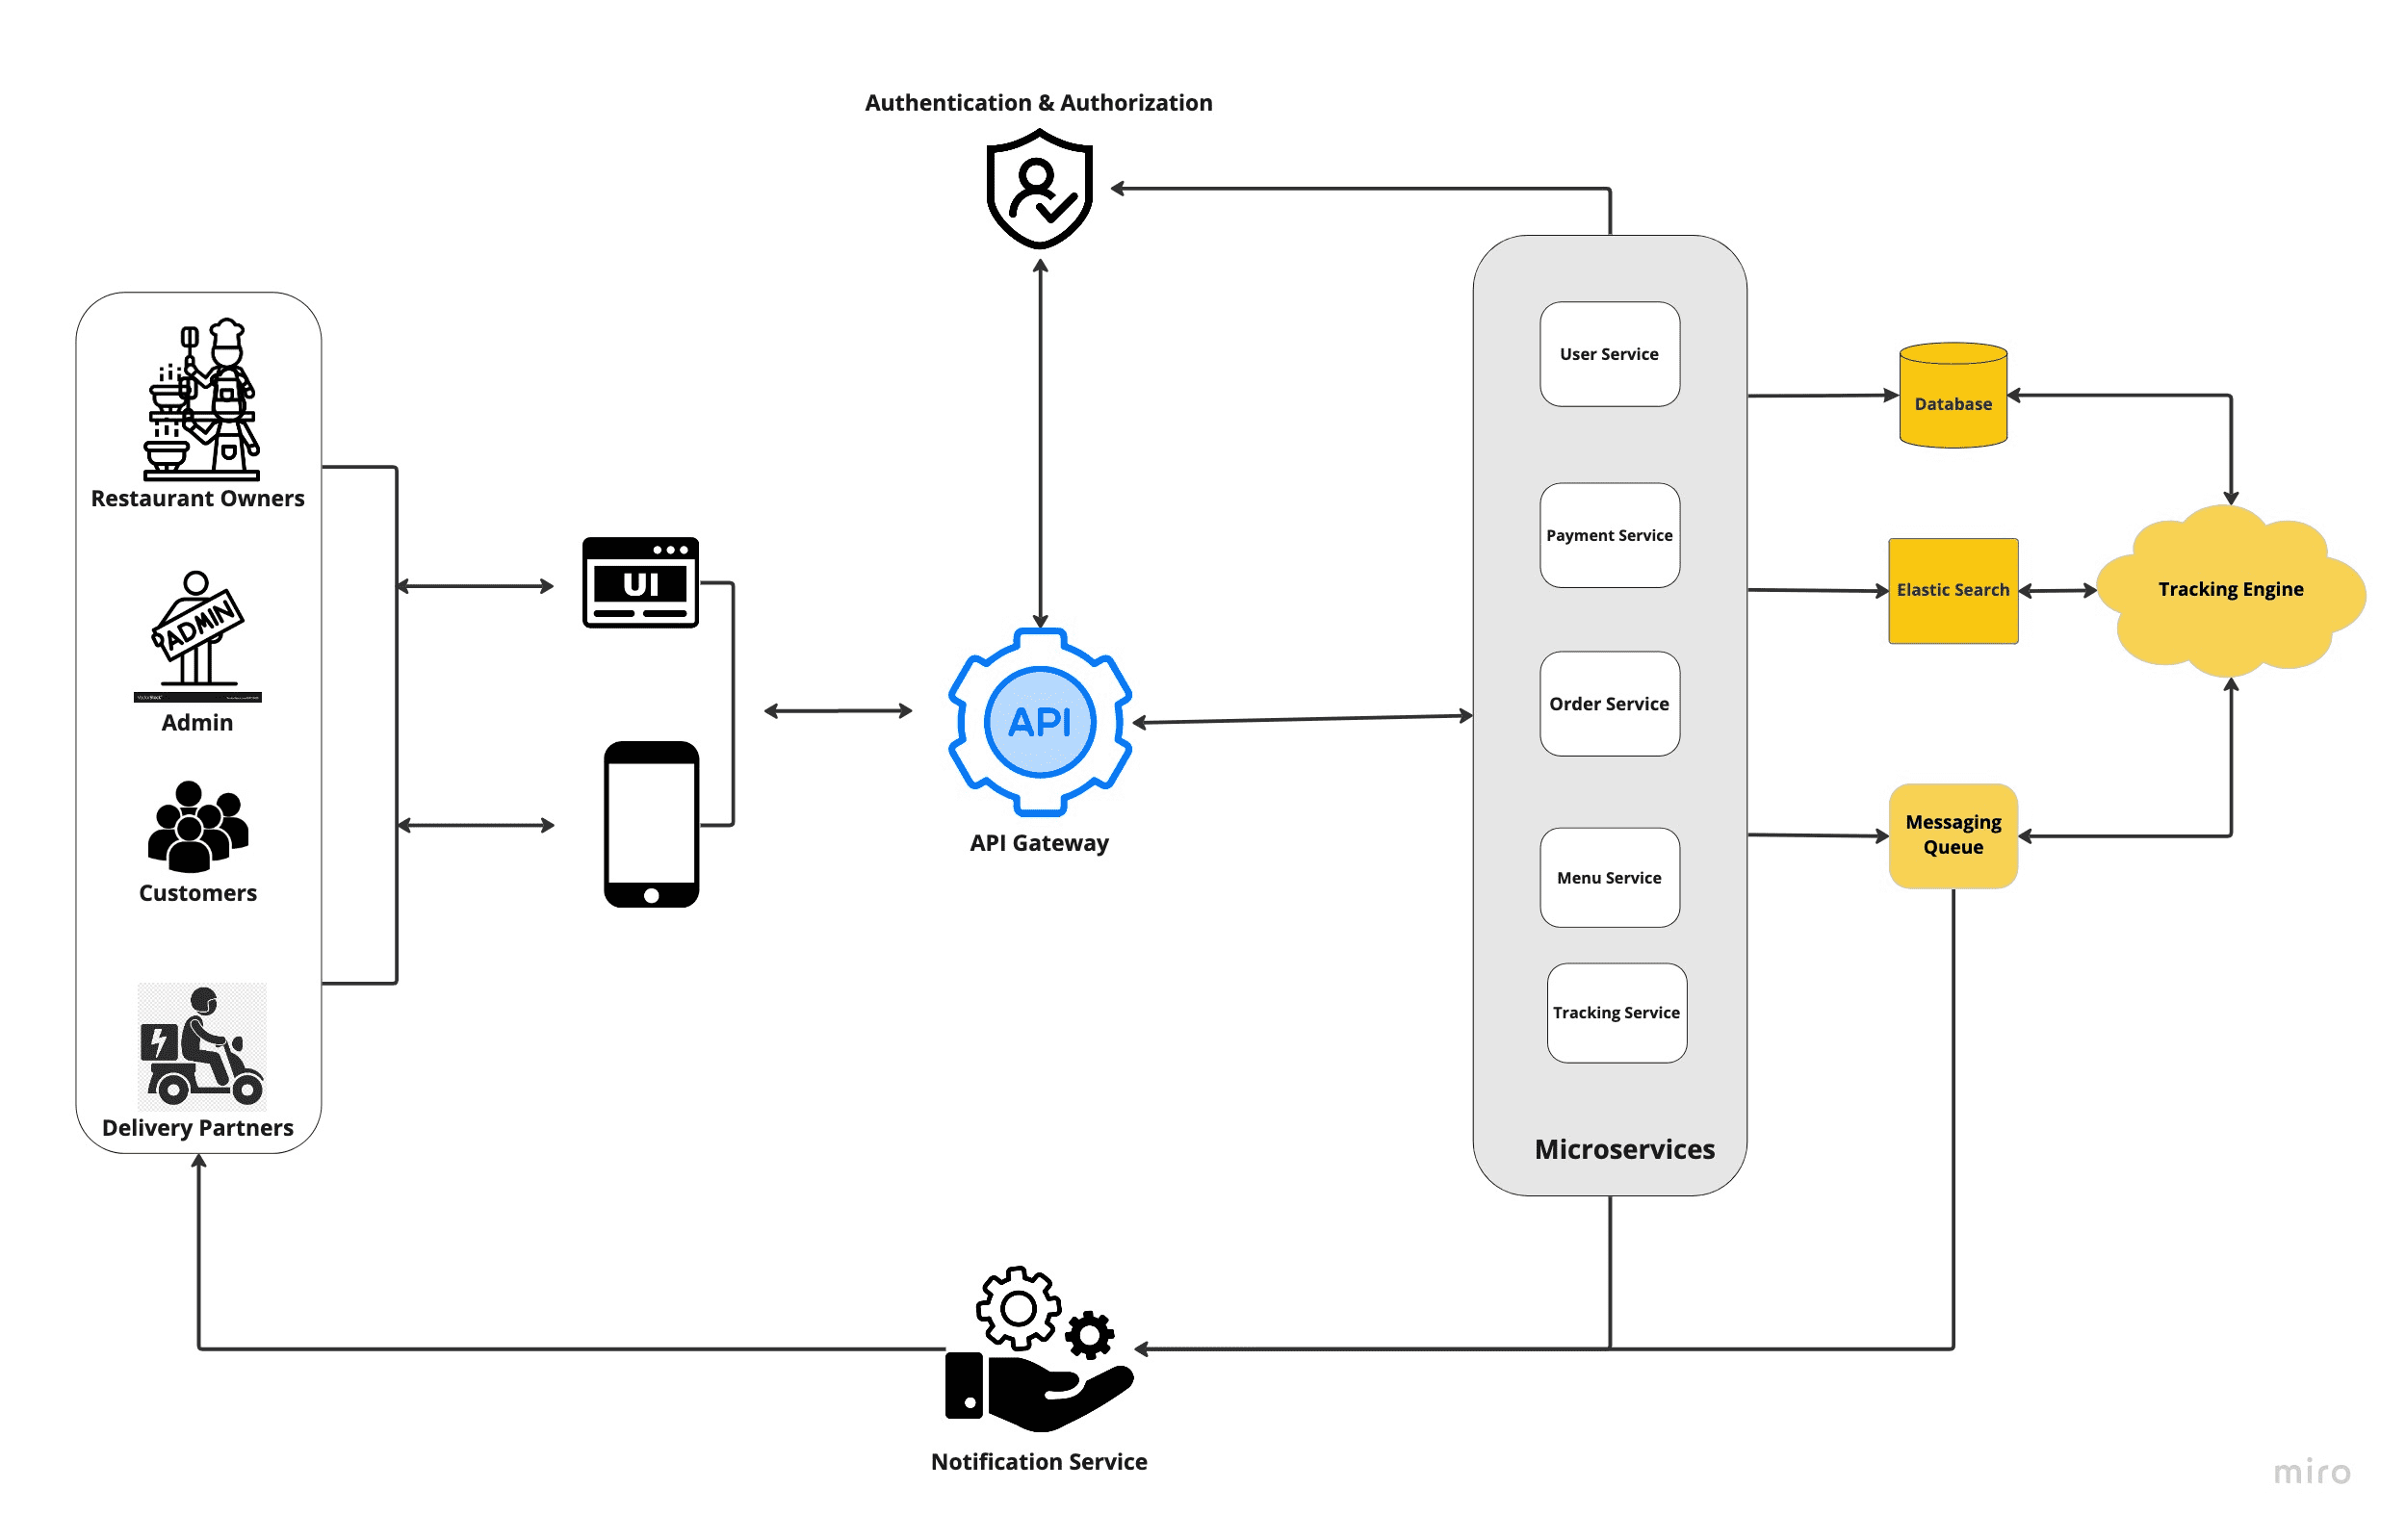 Authentication & Authorization
Restaurant Owners
ADMIN
Admin
Customers
Delivery Partners
UI
API
API Gateway
User Service
Payment Service
Order Service
Menu Service
Tracking Service
Microservices
Database
Elastic Search
Messaging
Queue
Tracking Engine
Notification Service
miro